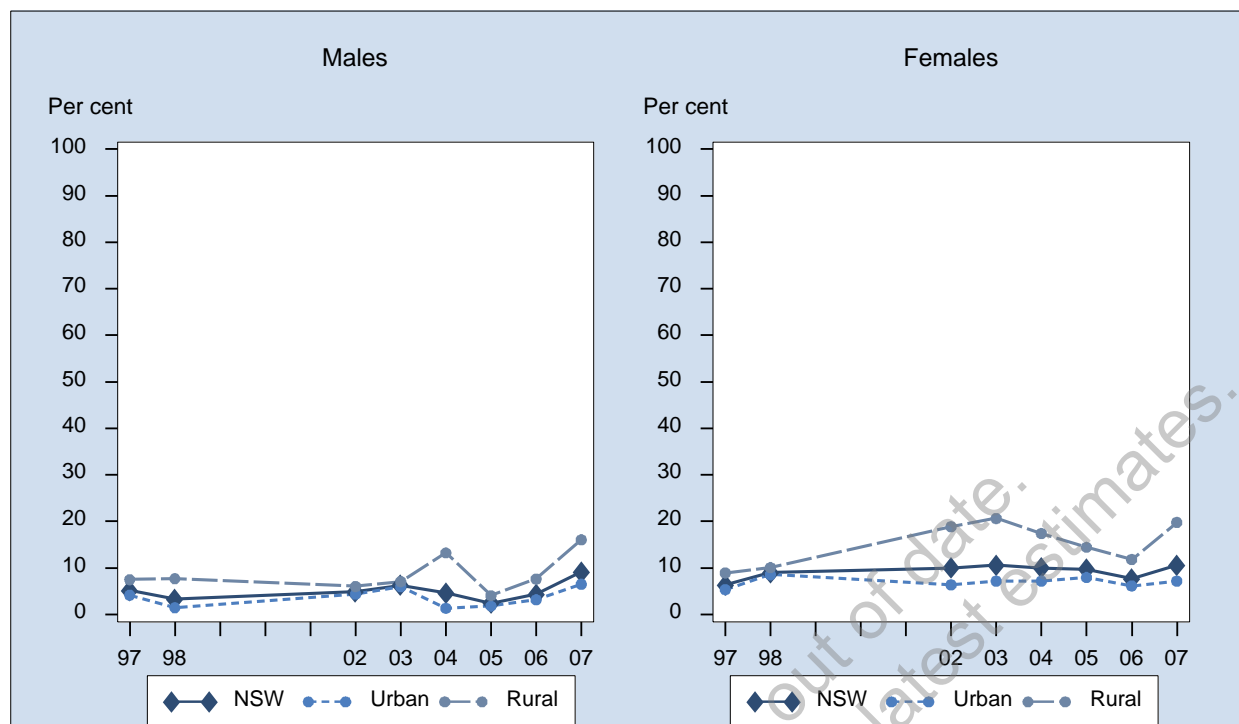 Males
Per cent
100
90
80
70
60
50
40
30
20
10
0
97 98 02 03 04 05 06 07
NSW Urban Rural
Females
Per cent
100
90
80
70
60
50
40
30
20
10
0
97 98 02 03 04 05 06 07
NSW Urban Rural
out of date.
latest estimates.